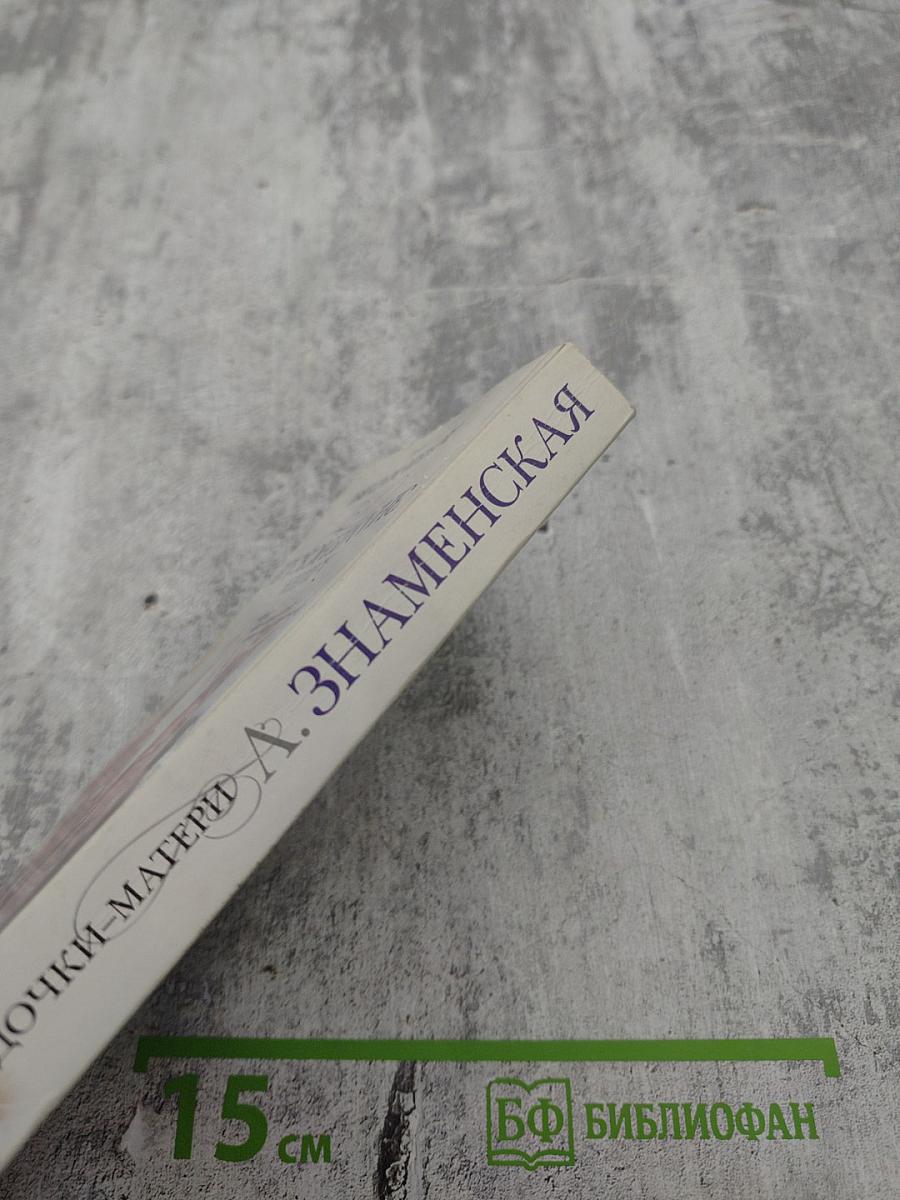 А. ЗНАМЕНСКАЯ
ДОЧКИ-МАТЕРИ
15 см
БФ БИБЛИОФАН